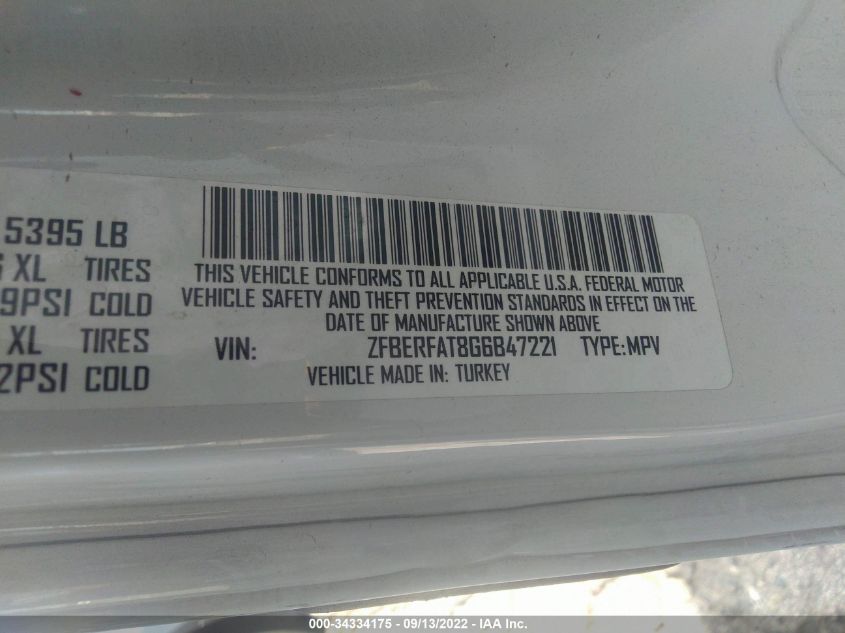 5395 LB
XL TIRES
9PSI COLD
XL TIRES
2PSI COLD
THIS VEHICLE CONFORMS TO ALL APPLICABLE U.S.A. FEDERAL MOTOR
VEHICLE SAFETY AND THEFT PREVENTION STANDARDS IN EFFECT ON THE
DATE OF MANUFACTURE SHOWN ABOVE
VIN: ZFBERFAT8G6B47221 TYPE:MPV
VEHICLE MADE IN: TURKEY
000-34334175 - 09/13/2022 - IAA Inc.